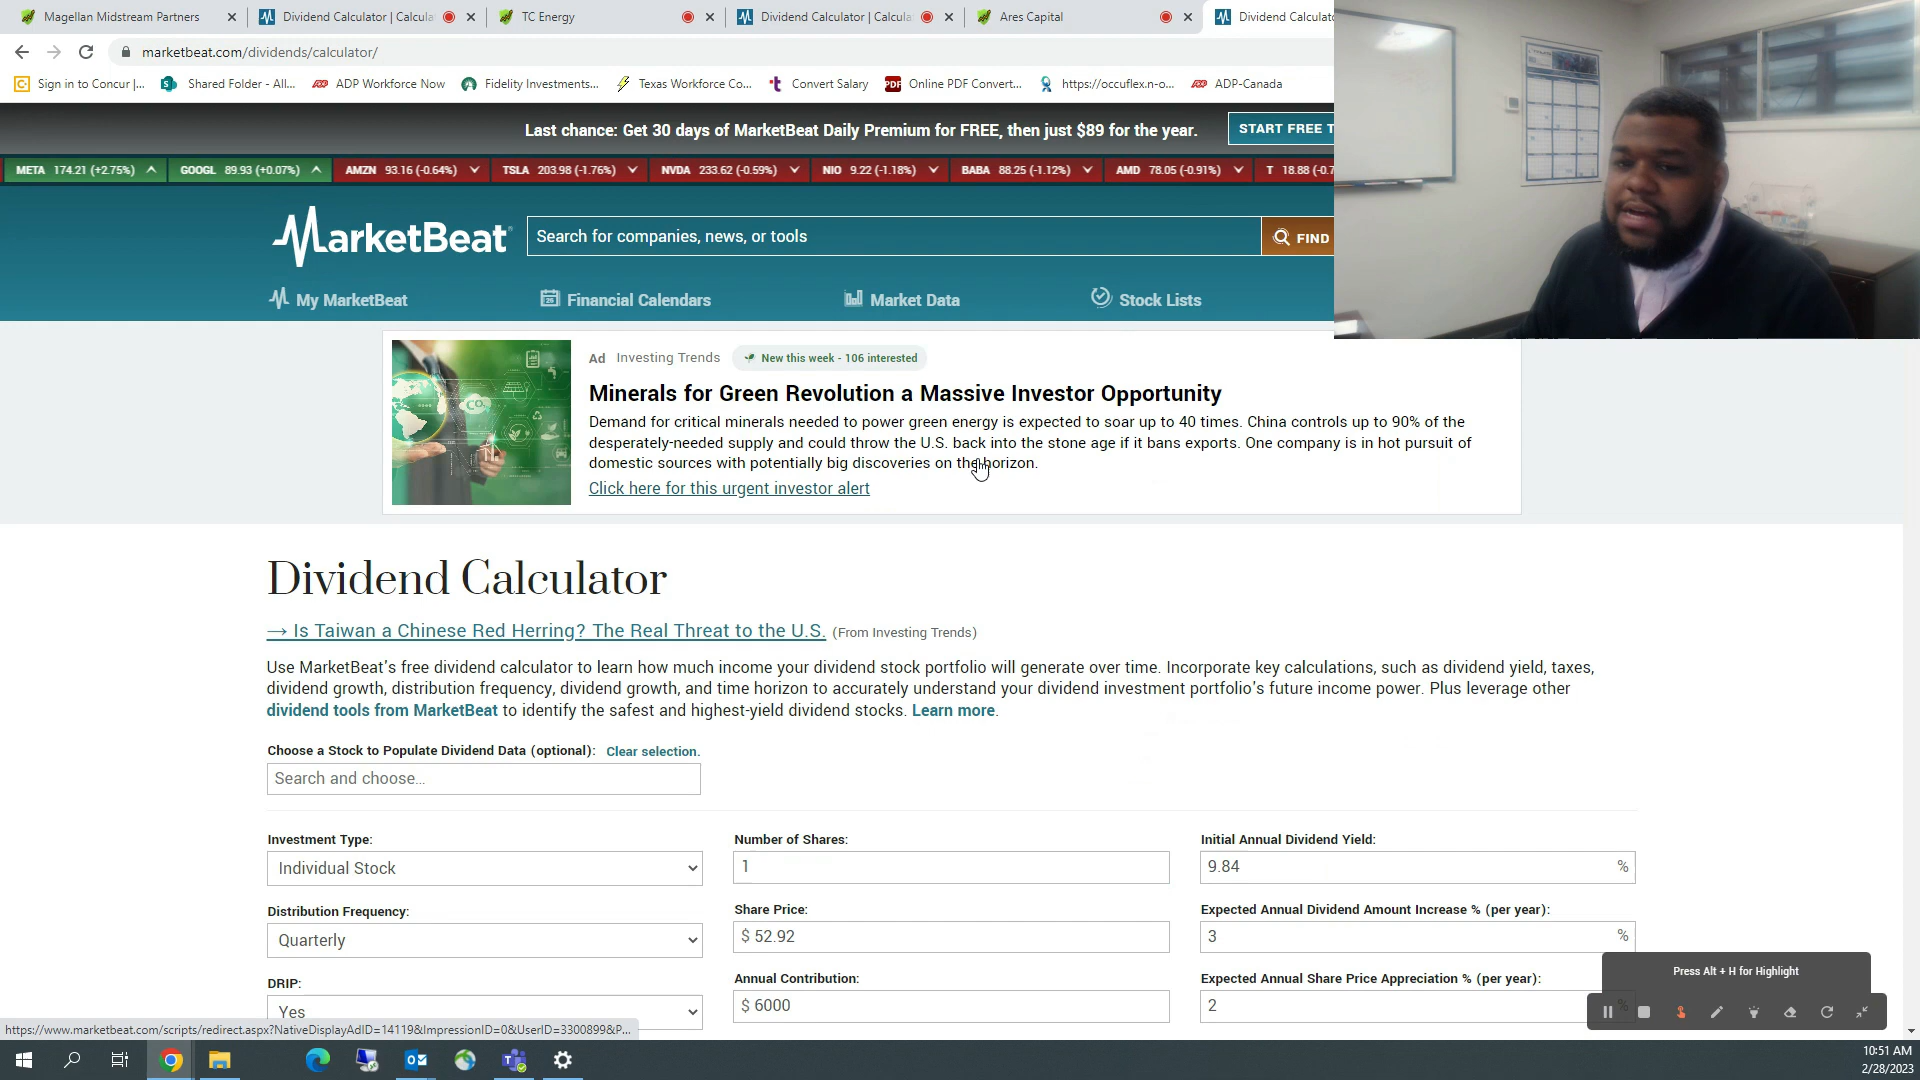 Magellan Midstream Partners
Dividend Calculator | Calcula
TC Energy
Dividend Calculator | Calcula
Ares Capital
Dividend Calculato
marketbeat.com/dividends/calculator/
Sign in to Concur |...
Shared Folder - All...
ADP Workforce Now
Fidelity Investments...
Texas Workforce Co...
Convert Salary
PDF Online PDF Convert...
https://occuflex.n-o...
ADP-Canada
Last chance: Get 30 days of MarketBeat Daily Premium for FREE, then just $89 for the year.
START FREE T
META 174.21 (+2.75%) GOOGL 89.93 (+0.07%) AMZN 93.16 (-0.64%) TSLA 203.98 (-1.76%) NVDA 233.62 (-0.59%) NIO 9.22 (-1.18%) BABA 88.25 (-1.12%) AMD 78.05 (-0.91%) T 18.88 (-0.7
MarketBeat
Search for companies, news, or tools
FIND
My MarketBeat
Financial Calendars
Market Data
Stock Lists
Ad Investing Trends New this week - 106 interested
Minerals for Green Revolution a Massive Investor Opportunity
Demand for critical minerals needed to power green energy is expected to soar up to 40 times. China controls up to 90% of the
desperately-needed supply and could throw the U.S. back into the stone age if it bans exports. One company is in hot pursuit of
domestic sources with potentially big discoveries on the horizon.
Click here for this urgent investor alert
Dividend Calculator
→ Is Taiwan a Chinese Red Herring? The Real Threat to the U.S. (From Investing Trends)
Use MarketBeat's free dividend calculator to learn how much income your dividend stock portfolio will generate over time. Incorporate key calculations, such as dividend yield, taxes,
dividend growth, distribution frequency, dividend growth, and time horizon to accurately understand your dividend investment portfolio's future income power. Plus leverage other
dividend tools from MarketBeat to identify the safest and highest-yield dividend stocks. Learn more.
Choose a Stock to Populate Dividend Data (optional): Clear selection.
Search and choose...
Investment Type:
Individual Stock
Number of Shares:
1
Initial Annual Dividend Yield:
9.84 %
Distribution Frequency:
Quarterly
Share Price:
$ 52.92
Expected Annual Dividend Amount Increase % (per year):
3 %
DRIP:
Yes
Annual Contribution:
$ 6000
Expected Annual Share Price Appreciation % (per year):
2
Press Alt + H for Highlight
https://www.marketbeat.com/scripts/redirect.aspx?NativeDisplayAdID=14119&ImpressionID=0&UserID=3300899&P...
10:51 AM
2/28/2023